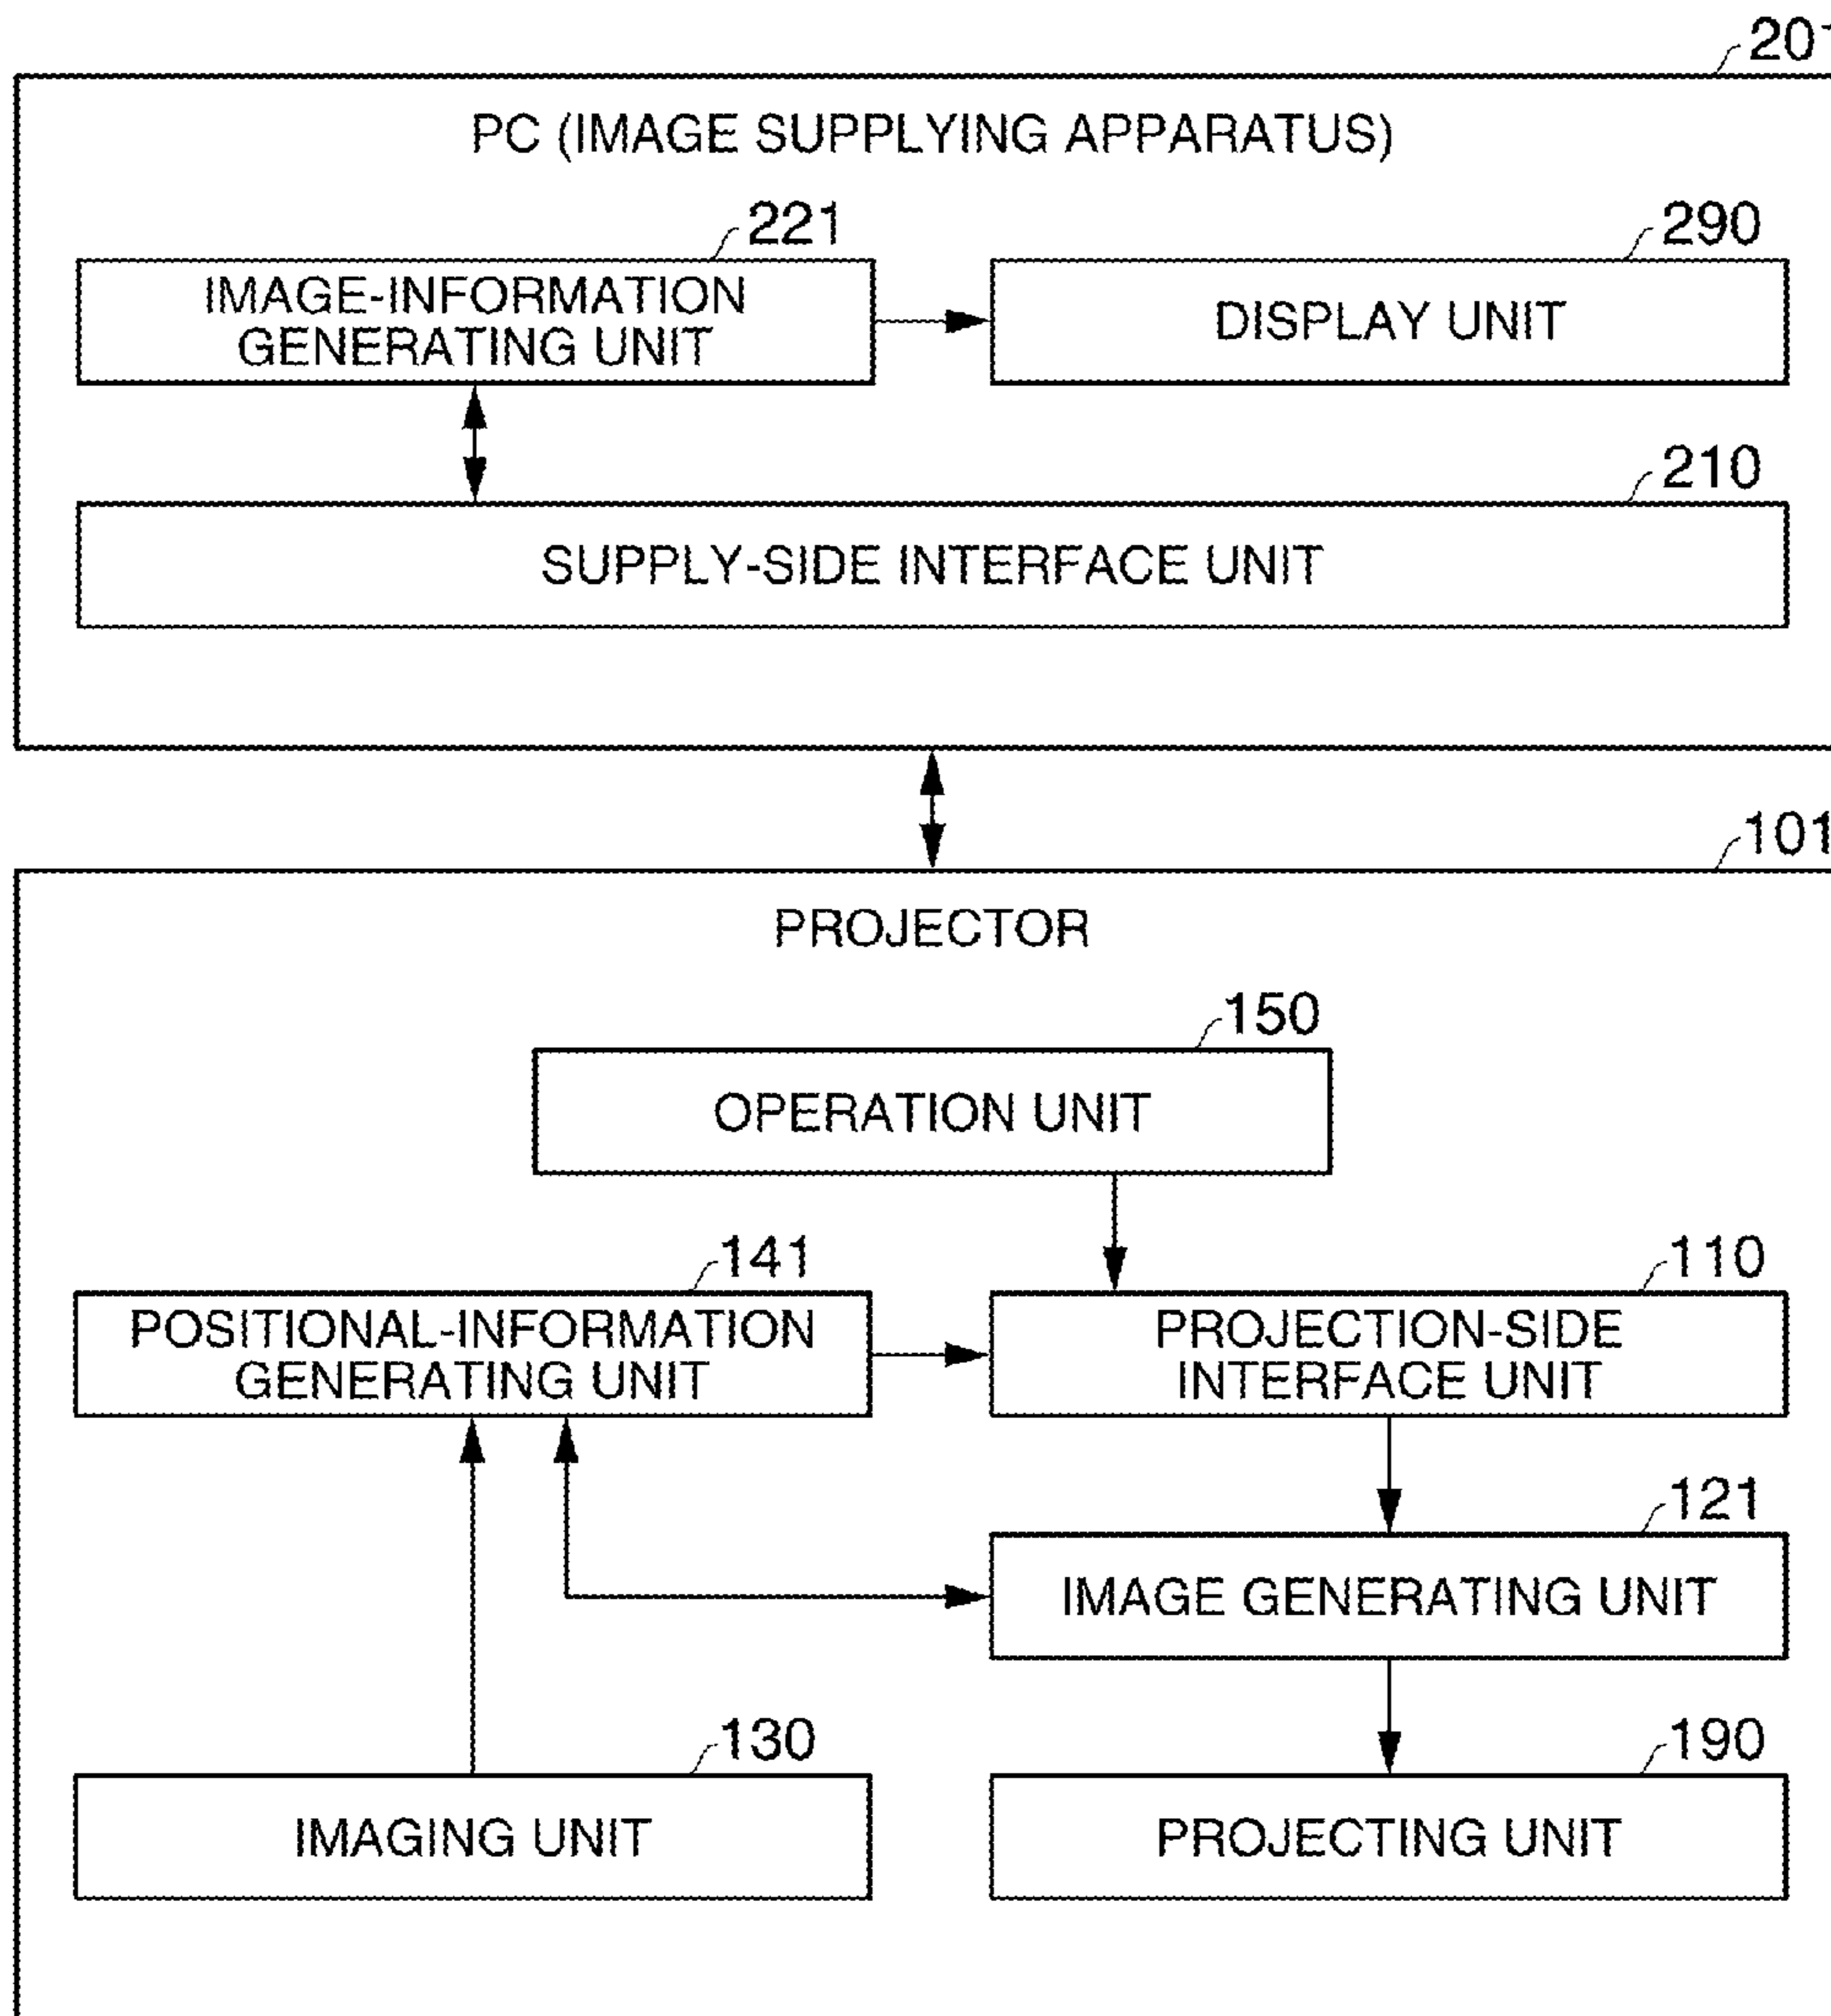 201
PC (IMAGE SUPPLYING APPARATUS)
221
290
IMAGE-INFORMATION
GENERATING UNIT
DISPLAY UNIT
210
SUPPLY-SIDE INTERFACE UNIT
101
PROJECTOR
150
OPERATION UNIT
141
110
POSITIONAL-INFORMATION
GENERATING UNIT
PROJECTION-SIDE
INTERFACE UNIT
121
IMAGE GENERATING UNIT
130
190
IMAGING UNIT
PROJECTING UNIT